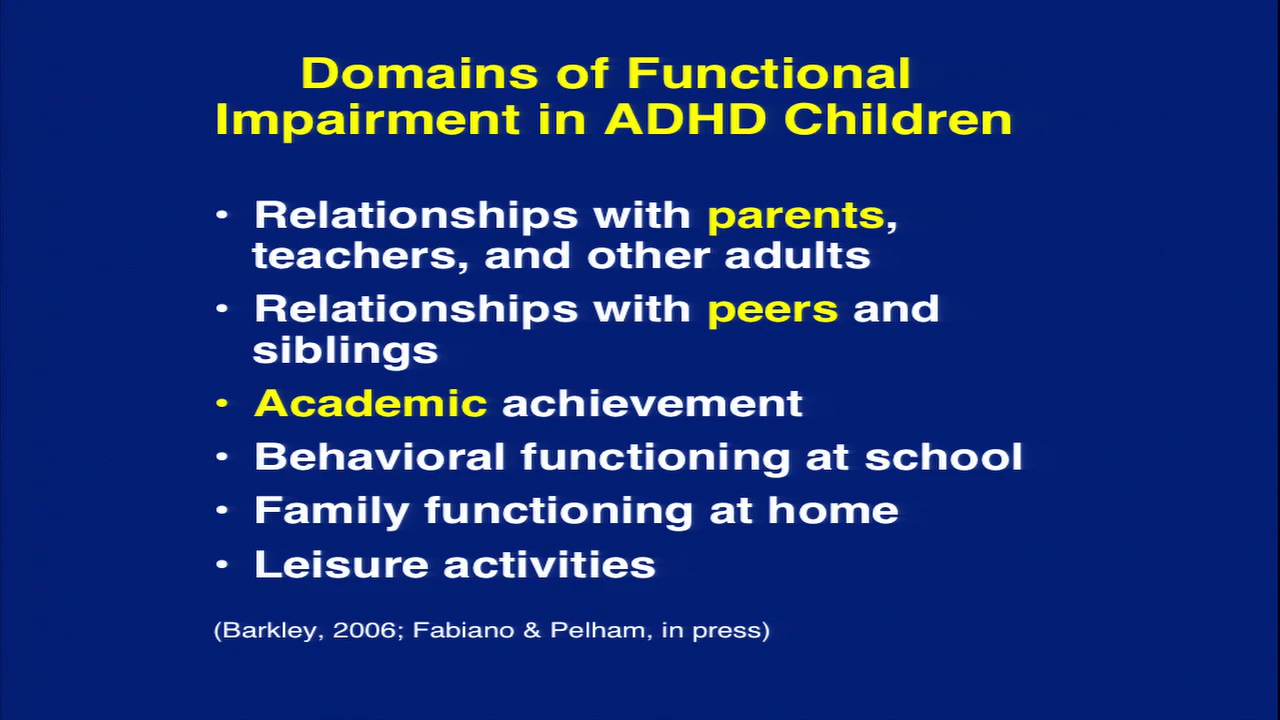 Domains of Functional
Impairment in ADHD Children
• Relationships with parents,
teachers, and other adults
• Relationships with peers and
siblings
• Academic achievement
• Behavioral functioning at school
• Family functioning at home
• Leisure activities
(Barkley, 2006; Fabiano & Pelham, in press)